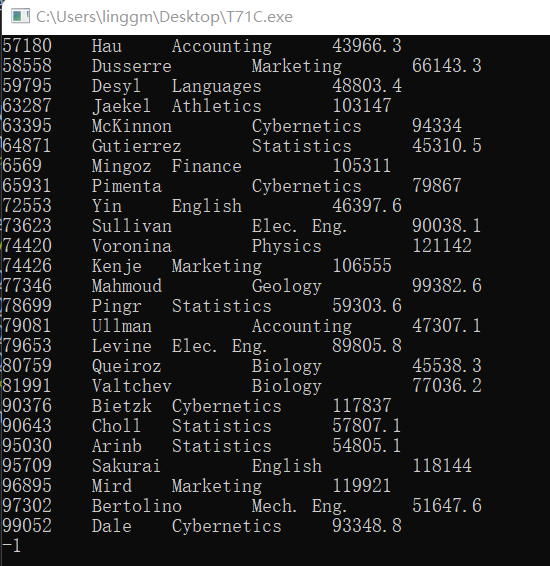 C:\Users\linggm\Desktop\T71C.exe
57180 Hau Accounting 43966.3
58558 Dusserre Marketing 66143.3
59795 Desyl Languages 48803.4
63287 Jaekel Athletics 103147
63395 McKinnon Cybernetics 94334
64871 Gutierrez Statistics 45310.5
6569 Mingoz Finance 105311
65931 Pimenta Cybernetics 79867
72553 Yin English 46397.6
73623 Sullivan Elec. Eng. 90038.1
74420 Voronina Physics 121142
74426 Kenje Marketing 106555
77346 Mahmoud Geology 99382.6
78699 Pingr Statistics 59303.6
79081 Ullman Accounting 47307.1
79653 Levine Elec. Eng. 89805.8
80759 Queiroz Biology 45538.3
81991 Valtchev Biology 77036.2
90376 Bietzk Cybernetics 117837
90643 Choll Statistics 57807.1
95030 Arinb Statistics 54805.1
95709 Sakurai English 118144
96895 Mird Marketing 119921
97302 Bertolino Mech. Eng. 51647.6
99052 Dale Cybernetics 93348.8
-1